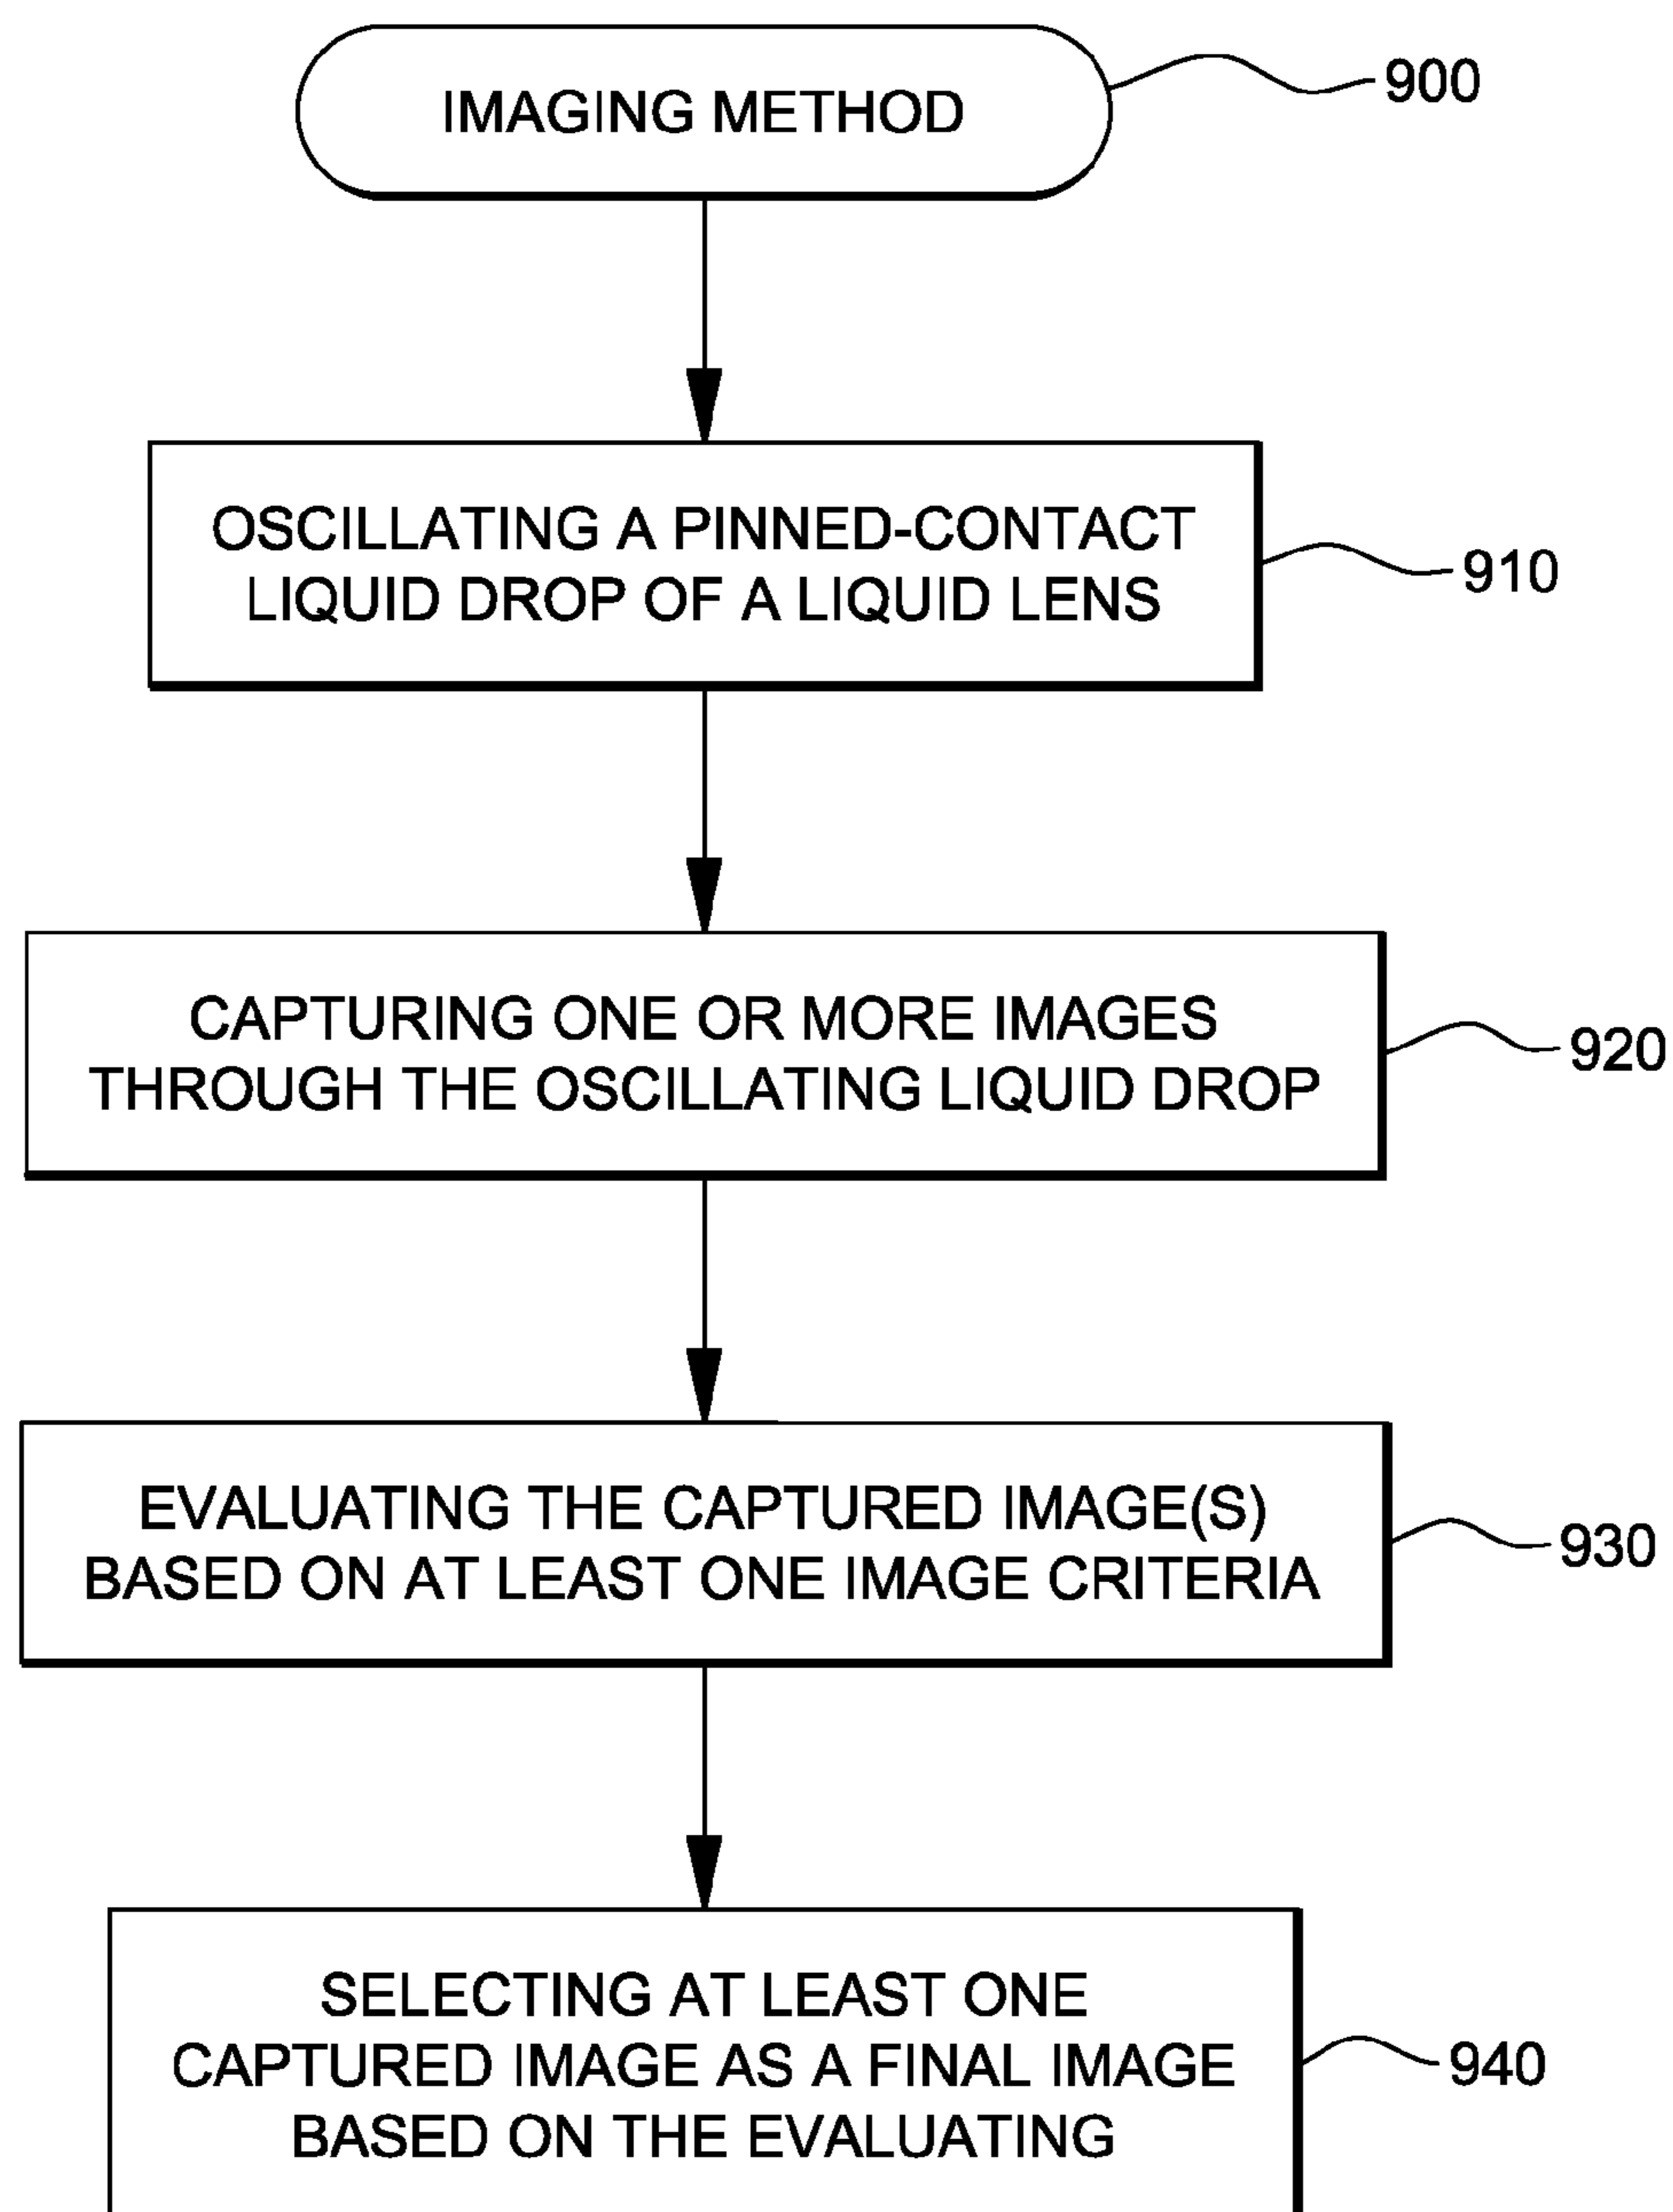 IMAGING METHOD
900
OSCILLATING A PINNED-CONTACT
LIQUID DROP OF A LIQUID LENS
910
CAPTURING ONE OR MORE IMAGES
THROUGH THE OSCILLATING LIQUID DROP
920
EVALUATING THE CAPTURED IMAGE(S)
BASED ON AT LEAST ONE IMAGE CRITERIA
930
SELECTING AT LEAST ONE
CAPTURED IMAGE AS A FINAL IMAGE
BASED ON THE EVALUATING
940